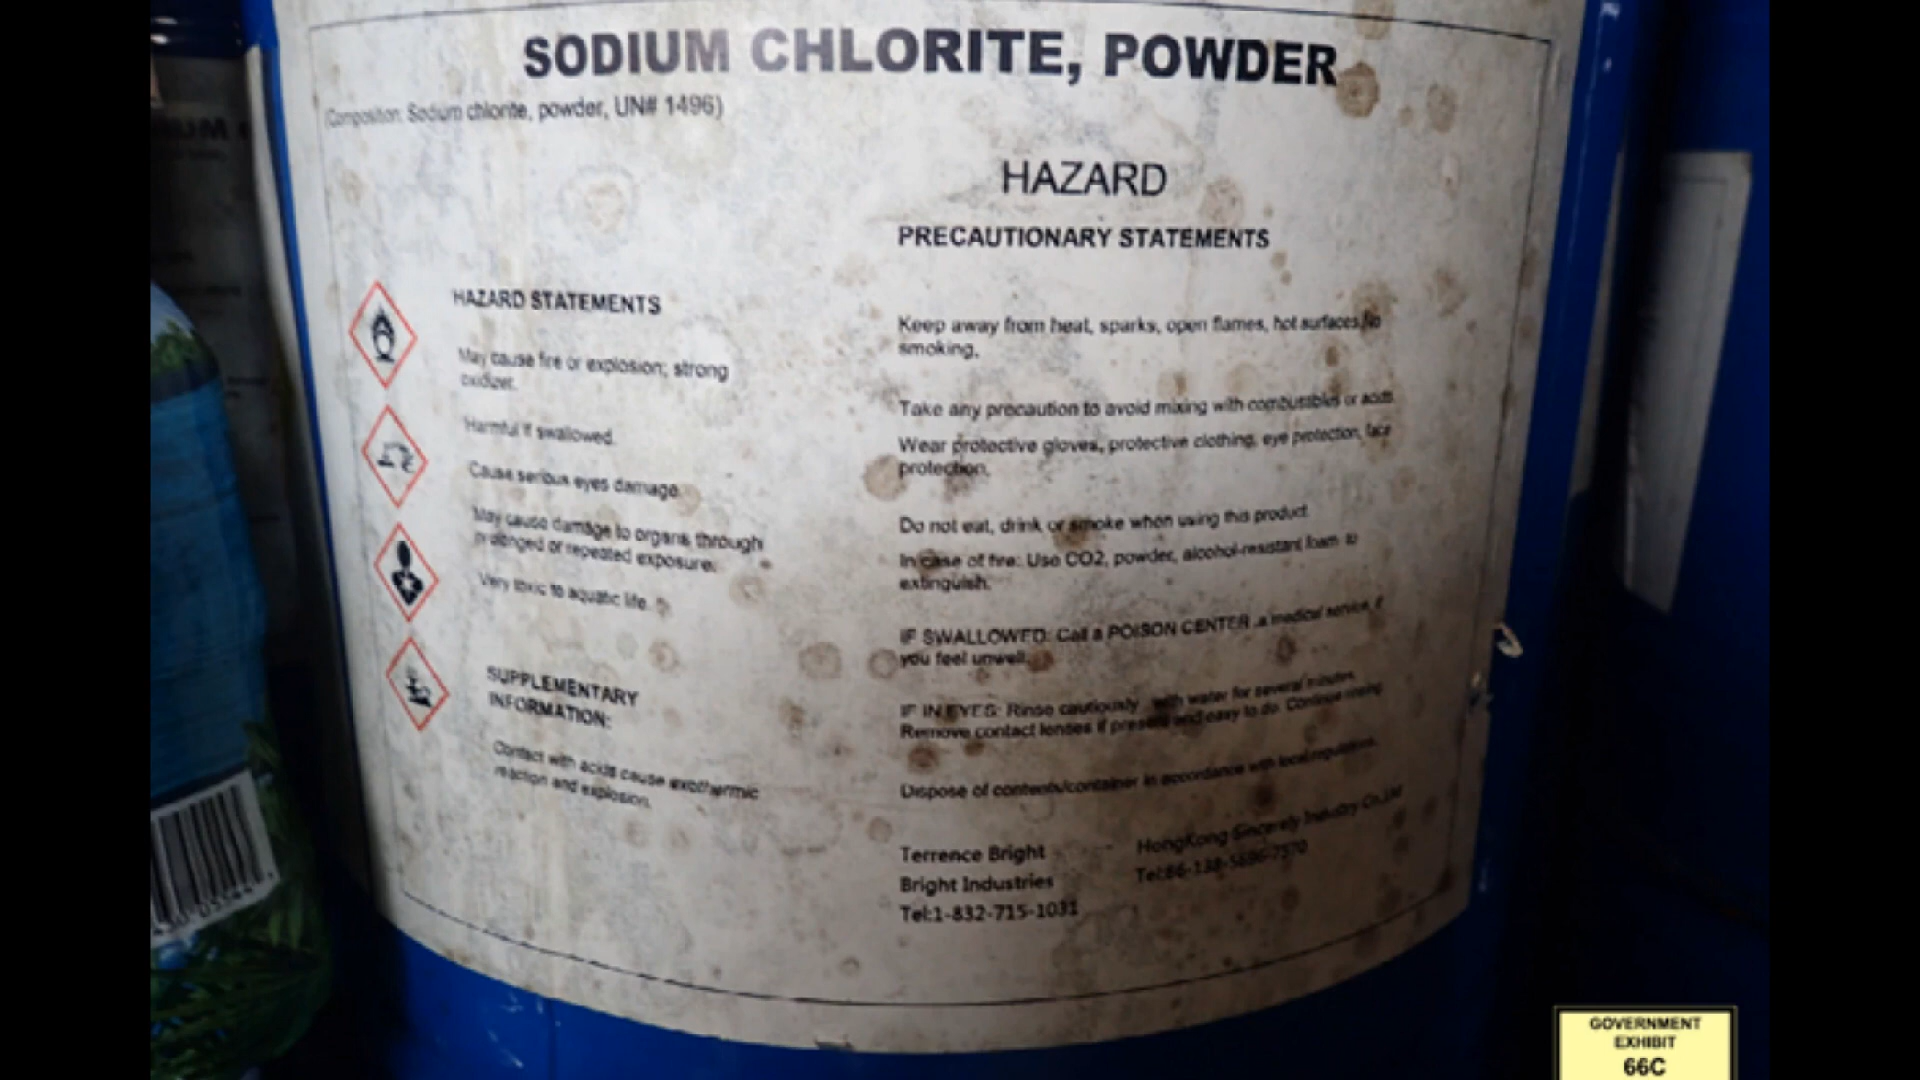 SODIUM CHLORITE, POWDER
(Composition: Sodium chlorite, powder, UN# 1496)
HAZARD
PRECAUTIONARY STATEMENTS
HAZARD STATEMENTS
May cause fire or explosion; strong
oxidizer.
Harmful if swallowed.
Cause serious eyes damage.
May cause damage to organs through
prolonged or repeated exposure.
Very toxic to aquatic life.
SUPPLEMENTARY
INFORMATION:
Contact with acids cause exothermic
reaction and explosion.
Keep away from heat, sparks, open flames, hot surfaces.No
smoking.
Take any precaution to avoid mixing with combustibles or acids
Wear protective gloves, protective clothing, eye protection, face
protection.
Do not eat, drink or smoke when using this product.
In case of fire: Use CO2, powder, alcohol-resistant foam to
extinguish.
IF SWALLOWED: Call a POISON CENTER ,a medical service, if
you feel unwell.
IF IN EYES: Rinse cautiously with water for several minutes.
Remove contact lenses if present and easy to do. Continue rinsing
Dispose of contents/container in accordance with local regulations.
Terrence Bright
Bright Industries
Tel:1-832-715-1031
HongKong Sincerely Industry Co.,Ltd
Tel:86-138-5686-7570
GOVERNMENT
EXHIBIT
66C